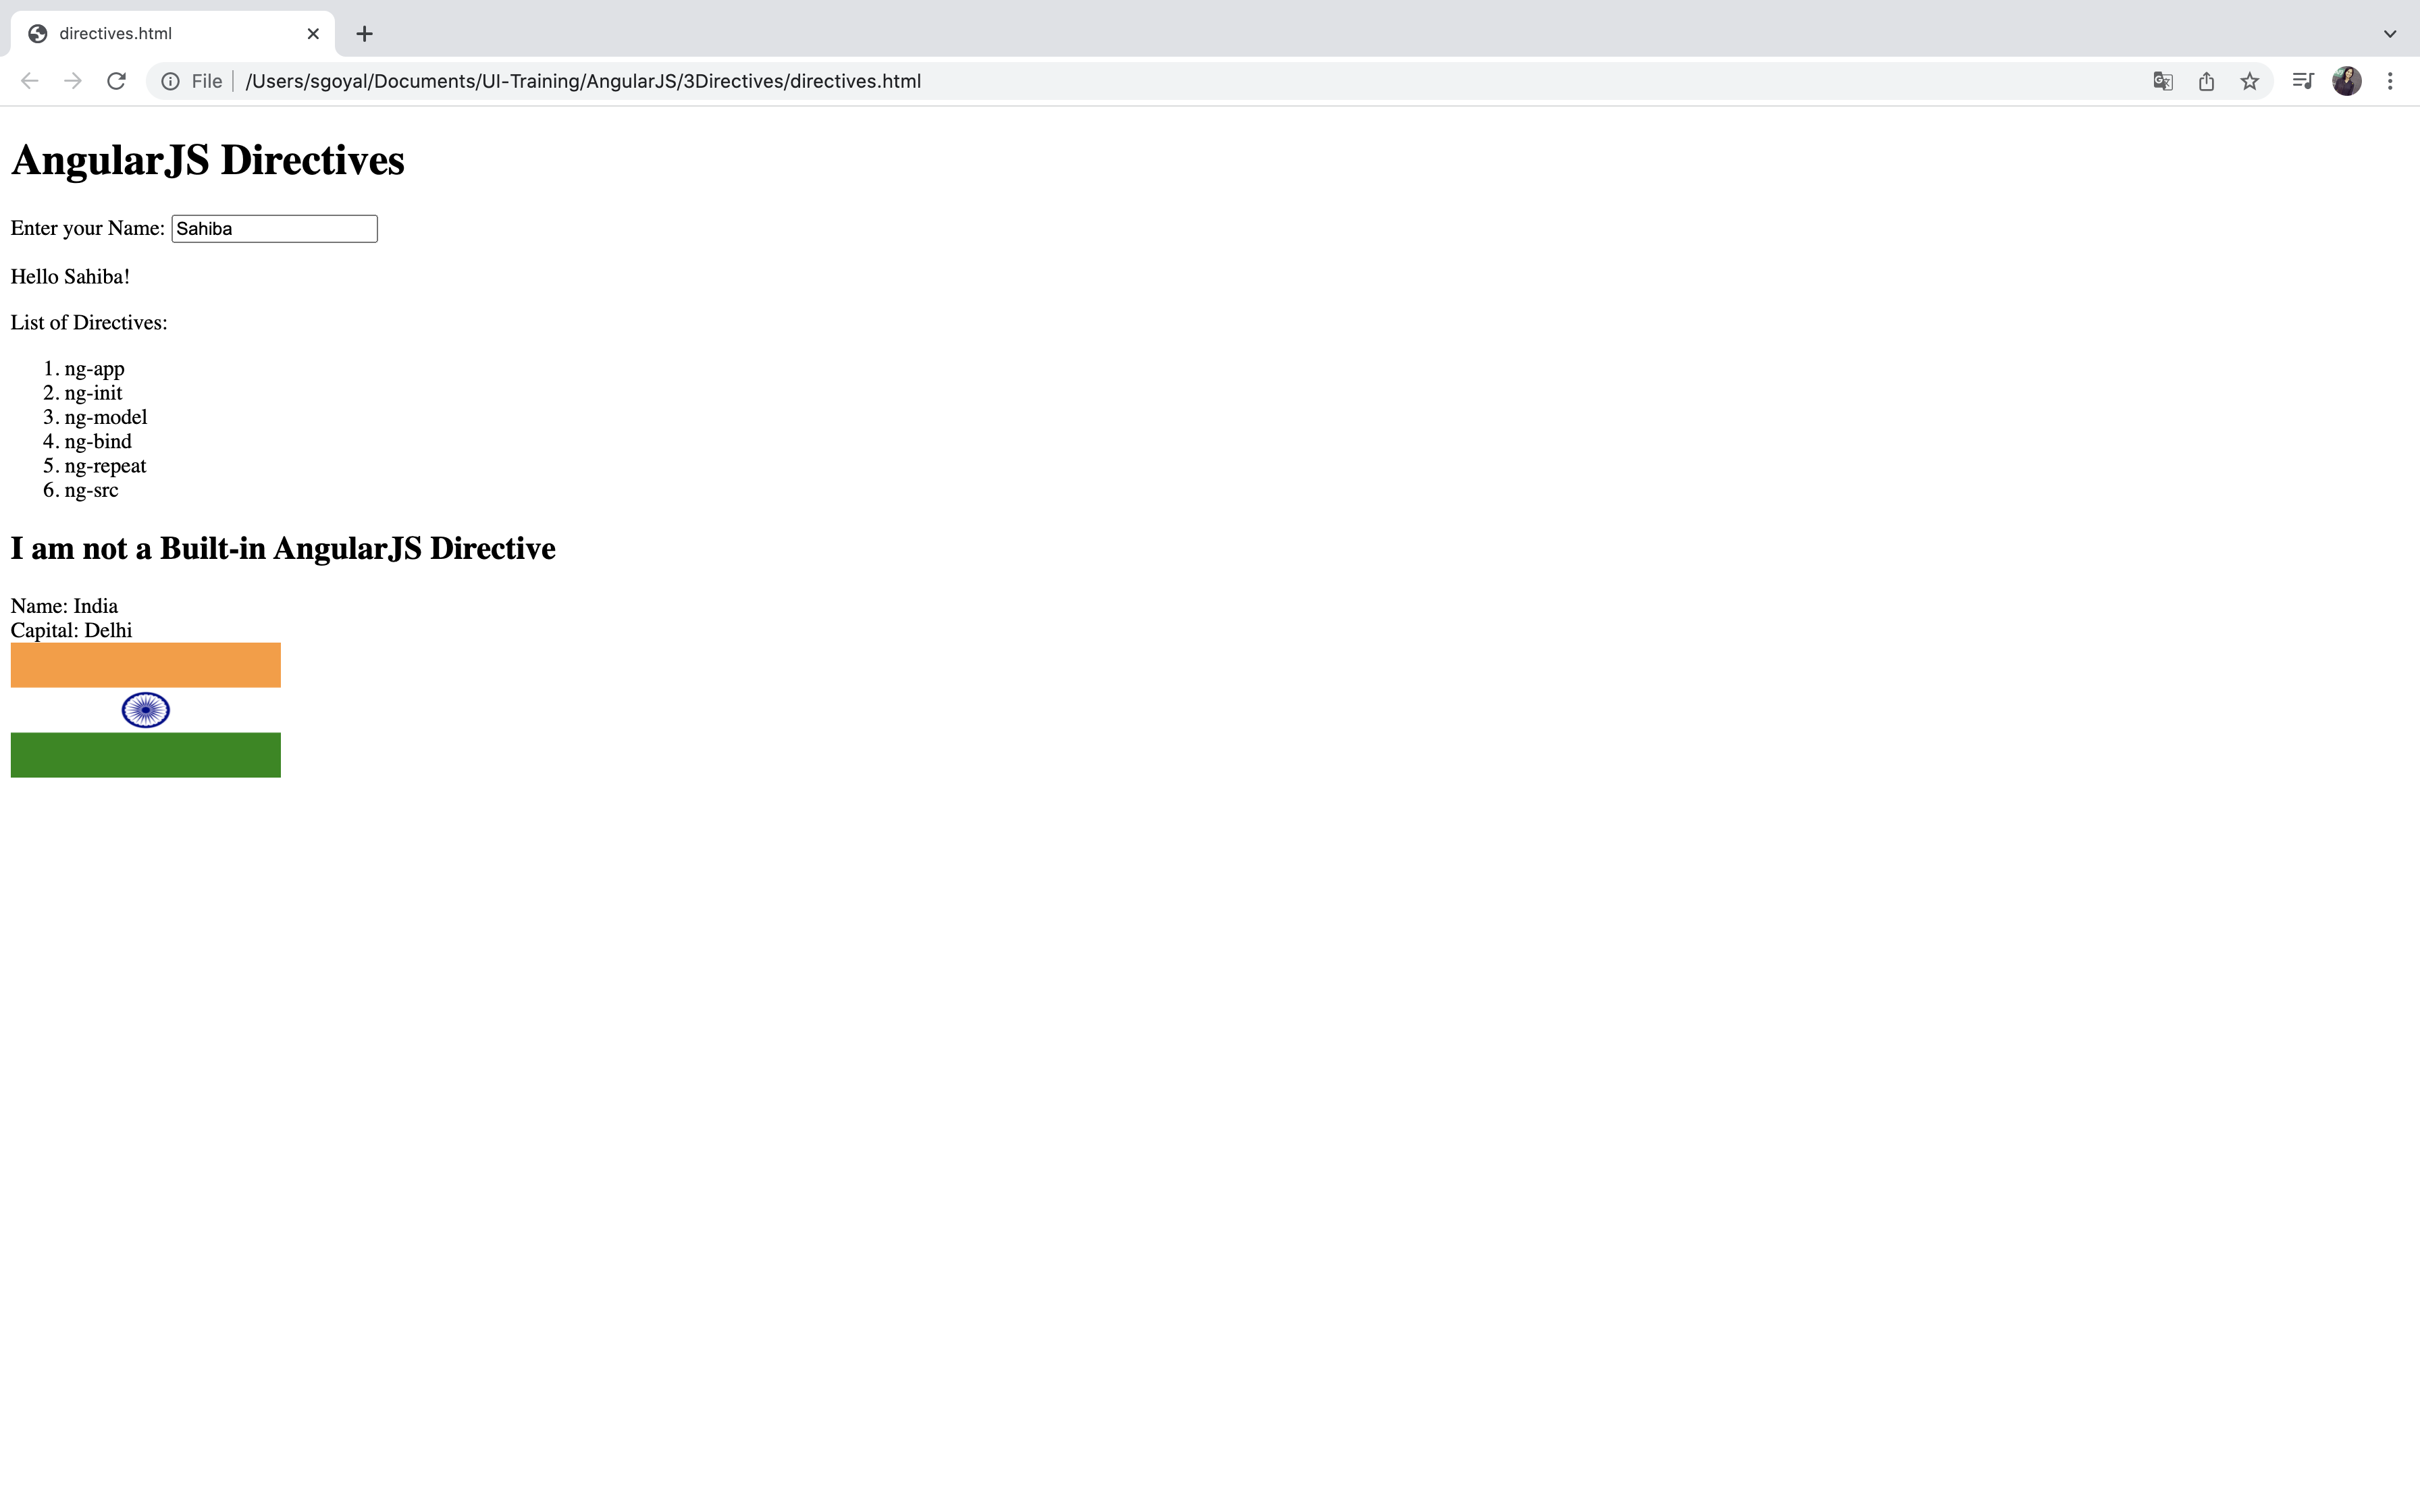 directives.html
File
/Users/sgoyal/Documents/UI-Training/AngularJS/3Directives/directives.html
AngularJS Directives
Enter your Name: Sahiba
Hello Sahiba!
List of Directives:
1. ng-app
2. ng-init
3. ng-model
4. ng-bind
5. ng-repeat
6. ng-src
I am not a Built-in AngularJS Directive
Name: India
Capital: Delhi